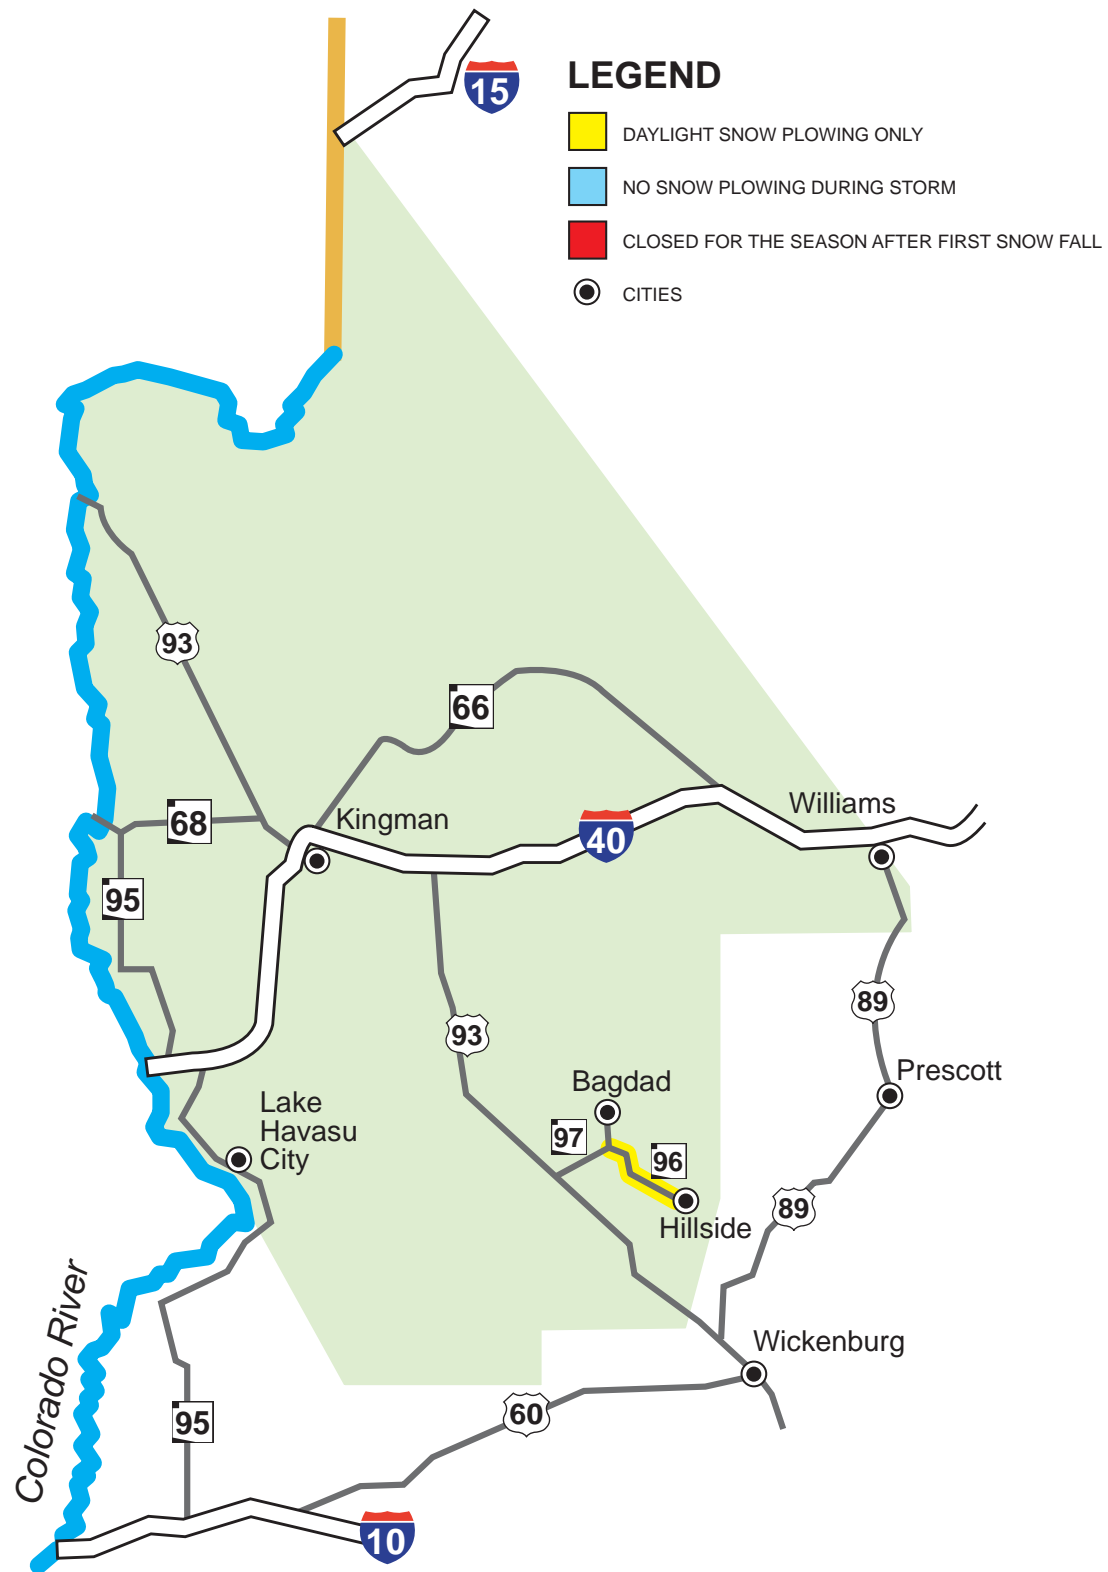 15
LEGEND
DAYLIGHT SNOW PLOWING ONLY
NO SNOW PLOWING DURING STORM
CLOSED FOR THE SEASON AFTER FIRST SNOW FALL
CITIES
93
66
68
Kingman
40
Williams
95
93
89
Bagdad
Prescott
Lake
Havasu
City
97
96
Hillside
89
Colorado River
Wickenburg
95
60
10